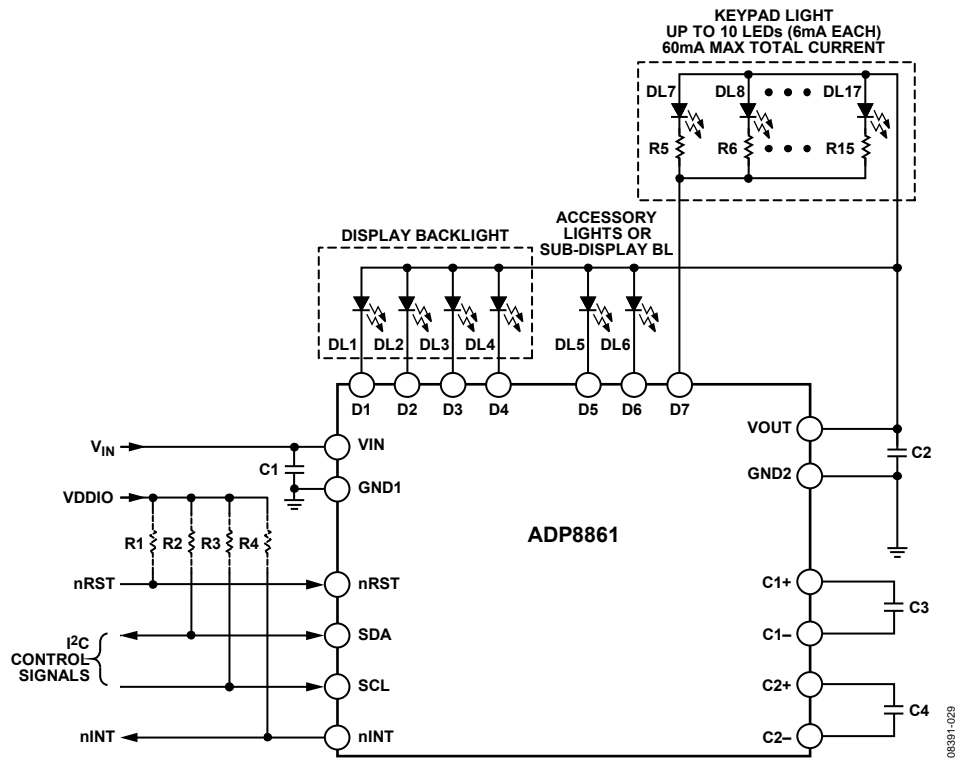 KEYPAD LIGHT
UP TO 10 LEDs (6mA EACH)
60mA MAX TOTAL CURRENT
DL7 DL8 DL17
R5 R6 R15
DISPLAY BACKLIGHT
ACCESSORY
LIGHTS OR
SUB-DISPLAY BL
DL1 DL2 DL3 DL4 DL5 DL6
D1 D2 D3 D4 D5 D6 D7
VIN VIN
C1
GND1
VOUT
C2
GND2
VDDIO
R1 R2 R3 R4
ADP8861
nRST nRST
I2C
CONTROL
SIGNALS
SDA
SCL
nINT nINT
C1+
C3
C1–
C2+
C4
C2–
08391-029